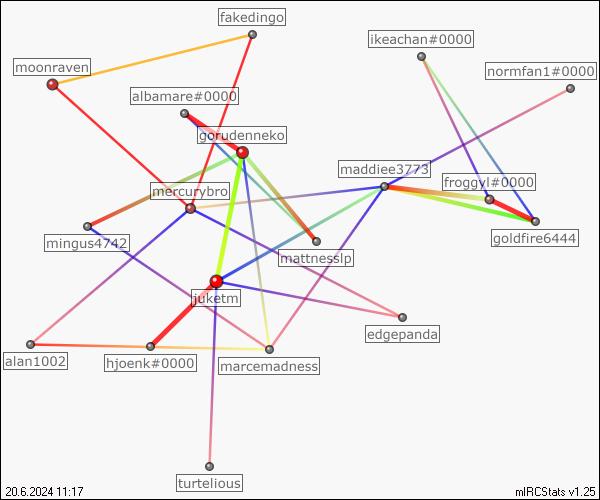 fakedingo
ikeachan#0000
moonraven
normfan1#0000
albamare#0000
gorudenneko
maddiee3773
froggyl#0000
mercurybro
mingus4742
goldfire6444
mattnesslp
juketm
edgepanda
alan1002
hjoenk#0000
marcemadness
turtelious
20.6.2024 11:17
mIRCStats v1.25